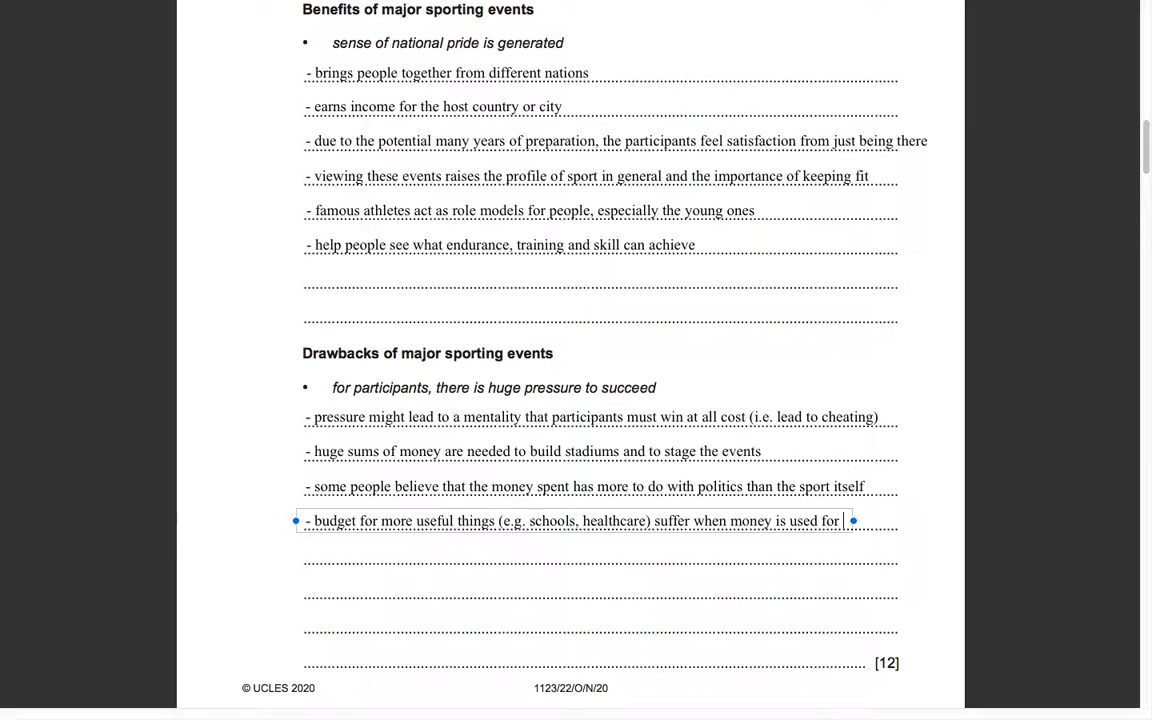 Benefits of major sporting events
• sense of national pride is generated
- brings people together from different nations
- earns income for the host country or city
- due to the potential many years of preparation, the participants feel satisfaction from just being there
- viewing these events raises the profile of sport in general and the importance of keeping fit
- famous athletes act as role models for people, especially the young ones
- help people see what endurance, training and skill can achieve
Drawbacks of major sporting events
• for participants, there is huge pressure to succeed
- pressure might lead to a mentality that participants must win at all cost (i.e. lead to cheating)
- huge sums of money are needed to build stadiums and to stage the events
- some people believe that the money spent has more to do with politics than the sport itself
- budget for more useful things (e.g. schools, healthcare) suffer when money is used for
[12]
© UCLES 2020 1123/22/O/N/20